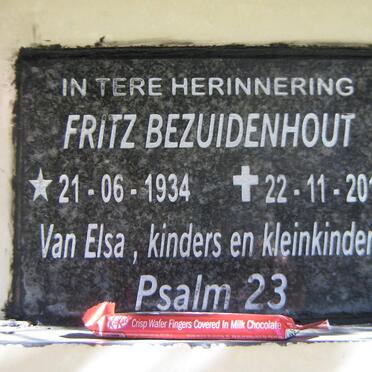 IN TERE HERINNERING
FRITZ BEZUIDENHOUT
21 - 06 - 1934 22 - 11 - 201
Van Elsa , kinders en kleinkinder
Psalm 23
KitKat Crisp Wafer Fingers Covered In Milk Chocolate